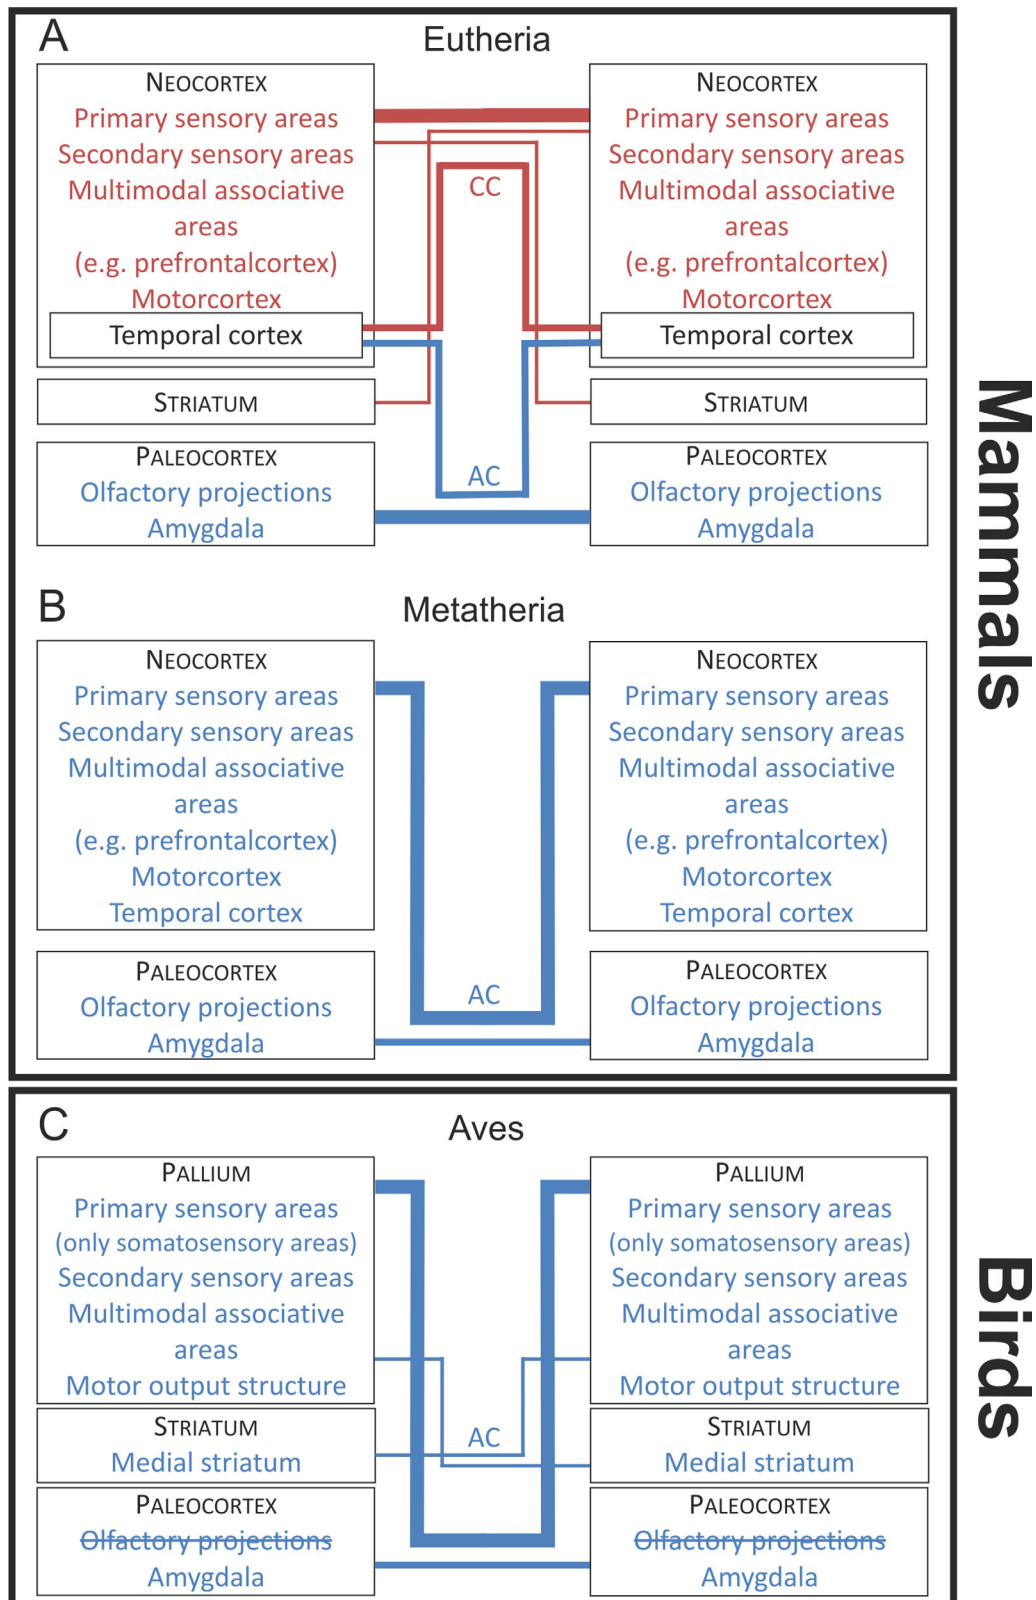 A
Eutheria
NEOCORTEX
Primary sensory areas
Secondary sensory areas
Multimodal associative
areas
(e.g. prefrontalcortex)
Motorcortex
Temporal cortex
STRIATUM
PALEOCORTEX
Olfactory projections
Amygdala
CC
AC
NEOCORTEX
Primary sensory areas
Secondary sensory areas
Multimodal associative
areas
(e.g. prefrontalcortex)
Motorcortex
Temporal cortex
STRIATUM
PALEOCORTEX
Olfactory projections
Amygdala
B
Metatheria
NEOCORTEX
Primary sensory areas
Secondary sensory areas
Multimodal associative
areas
(e.g. prefrontalcortex)
Motorcortex
Temporal cortex
PALEOCORTEX
Olfactory projections
Amygdala
AC
NEOCORTEX
Primary sensory areas
Secondary sensory areas
Multimodal associative
areas
(e.g. prefrontalcortex)
Motorcortex
Temporal cortex
PALEOCORTEX
Olfactory projections
Amygdala
Mammals
C
Aves
PALLIUM
Primary sensory areas
(only somatosensory areas)
Secondary sensory areas
Multimodal associative
areas
Motor output structure
STRIATUM
Medial striatum
PALEOCORTEX
Olfactory projections
Amygdala
AC
PALLIUM
Primary sensory areas
(only somatosensory areas)
Secondary sensory areas
Multimodal associative
areas
Motor output structure
STRIATUM
Medial striatum
PALEOCORTEX
Olfactory projections
Amygdala
Birds